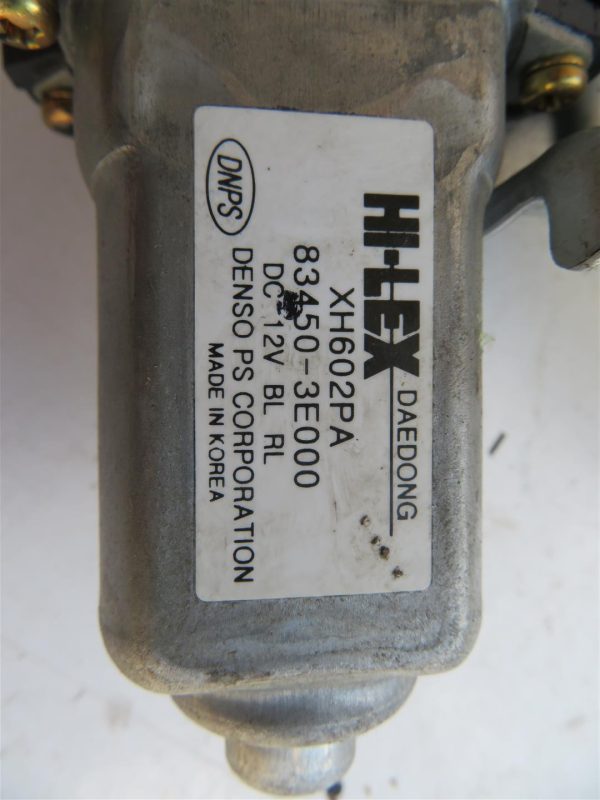 HI-LEX DAEDONG
XH602PA
83450-3E000
DC 12V BL RL
DNPS DENSO PS CORPORATION
MADE IN KOREA